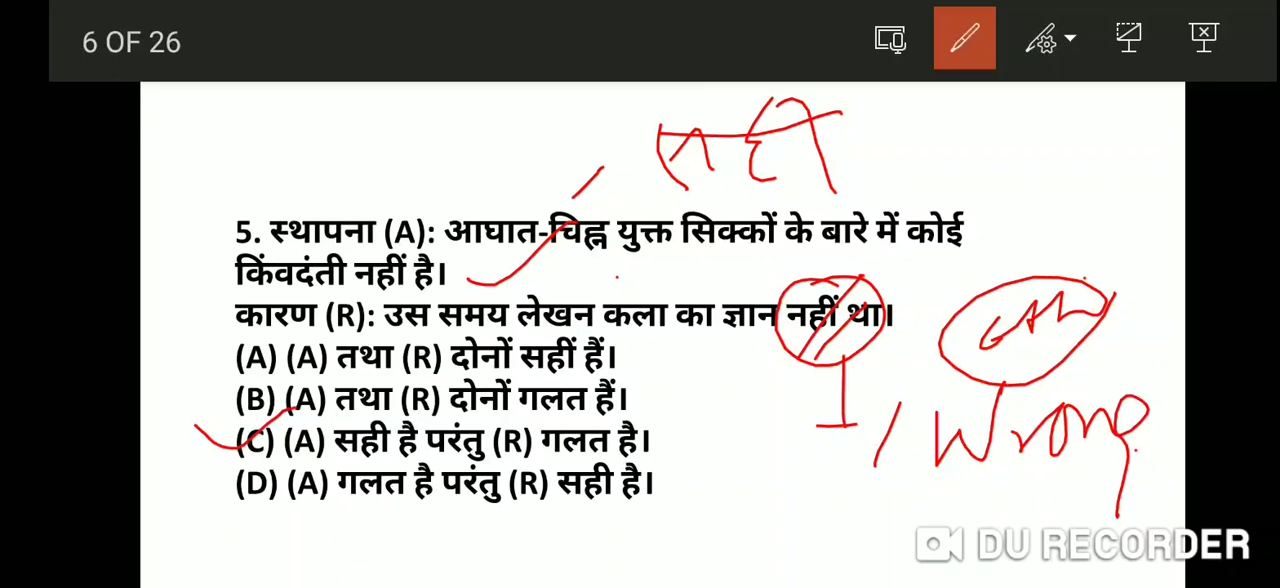 6 OF 26
सही
5. स्थापना (A): आघात-चिह्न युक्त सिक्कों के बारे में कोई
किंवदंती नहीं है।
कारण (R): उस समय लेखन कला का ज्ञान नहीं था।
(A) (A) तथा (R) दोनों सहीं हैं।
(B) (A) तथा (R) दोनों गलत हैं।
(C) (A) सही है परंतु (R) गलत है।
(D) (A) गलत है परंतु (R) सही है।
Wrong
DU RECORDER